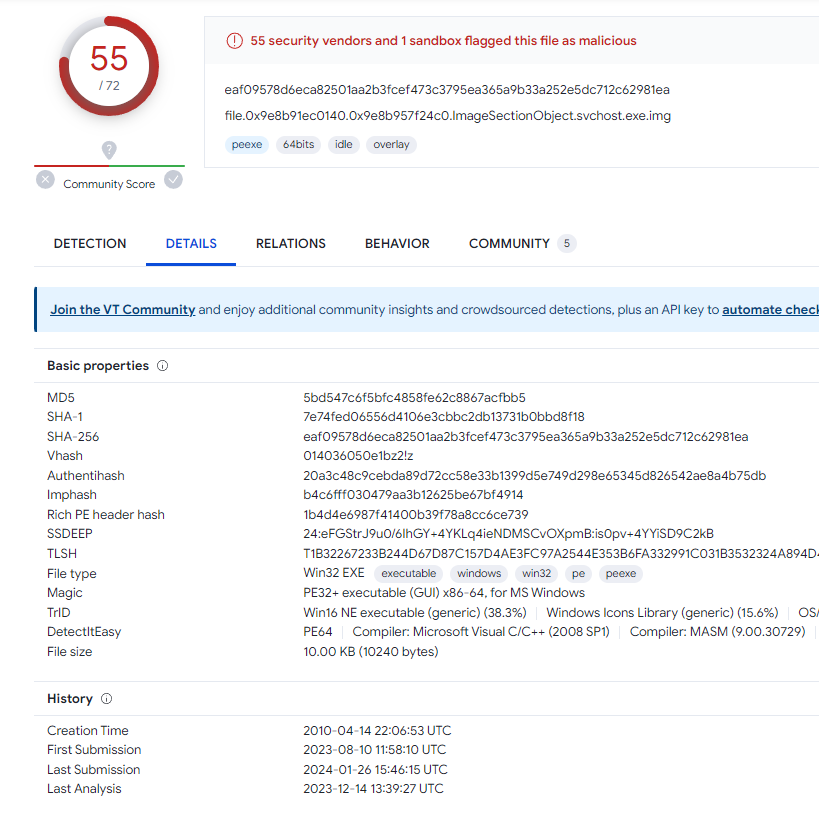 55
/ 72
?
Community Score
55 security vendors and 1 sandbox flagged this file as malicious
eaf09578d6eca82501aa2b3fcef473c3795ea365a9b33a252e5dc712c62981ea
file.0x9e8b91ec0140.0x9e8b957f24c0.ImageSectionObject.svchost.exe.img
peexe 64bits idle overlay
DETECTION DETAILS RELATIONS BEHAVIOR COMMUNITY 5
Join the VT Community and enjoy additional community insights and crowdsourced detections, plus an API key to automate check
Basic properties
MD5 5bd547c6f5bfc4858fe62c8867acfbb5
SHA-1 7e74fed06556d4106e3cbbc2db13731b0bbd8f18
SHA-256 eaf09578d6eca82501aa2b3fcef473c3795ea365a9b33a252e5dc712c62981ea
Vhash 014036050e1bz2!z
Authentihash 20a3c48c9cebda89d72cc58e33b1399d5e749d298e65345d826542ae8a4b75db
Imphash b4c6fff030479aa3b12625be67bf4914
Rich PE header hash 1b4d4e6987f41400b39f78a8cc6ce739
SSDEEP 24:eFGStrJ9u0/6IhGY+4YKLq4ieNDMSCvOXpmB:is0pv+4YYiSD9C2kB
TLSH T1B32267233B244D67D87C157D4AE3FC97A2544E353B6FA332991C031B3532324A894D4
File type Win32 EXE executable windows win32 pe peexe
Magic PE32+ executable (GUI) x86-64, for MS Windows
TrID Win16 NE executable (generic) (38.3%) Windows Icons Library (generic) (15.6%) OS/
DetectItEasy PE64 Compiler: Microsoft Visual C/C++ (2008 SP1) Compiler: MASM (9.00.30729)
File size 10.00 KB (10240 bytes)
History
Creation Time 2010-04-14 22:06:53 UTC
First Submission 2023-08-10 11:58:10 UTC
Last Submission 2024-01-26 15:46:15 UTC
Last Analysis 2023-12-14 13:39:27 UTC